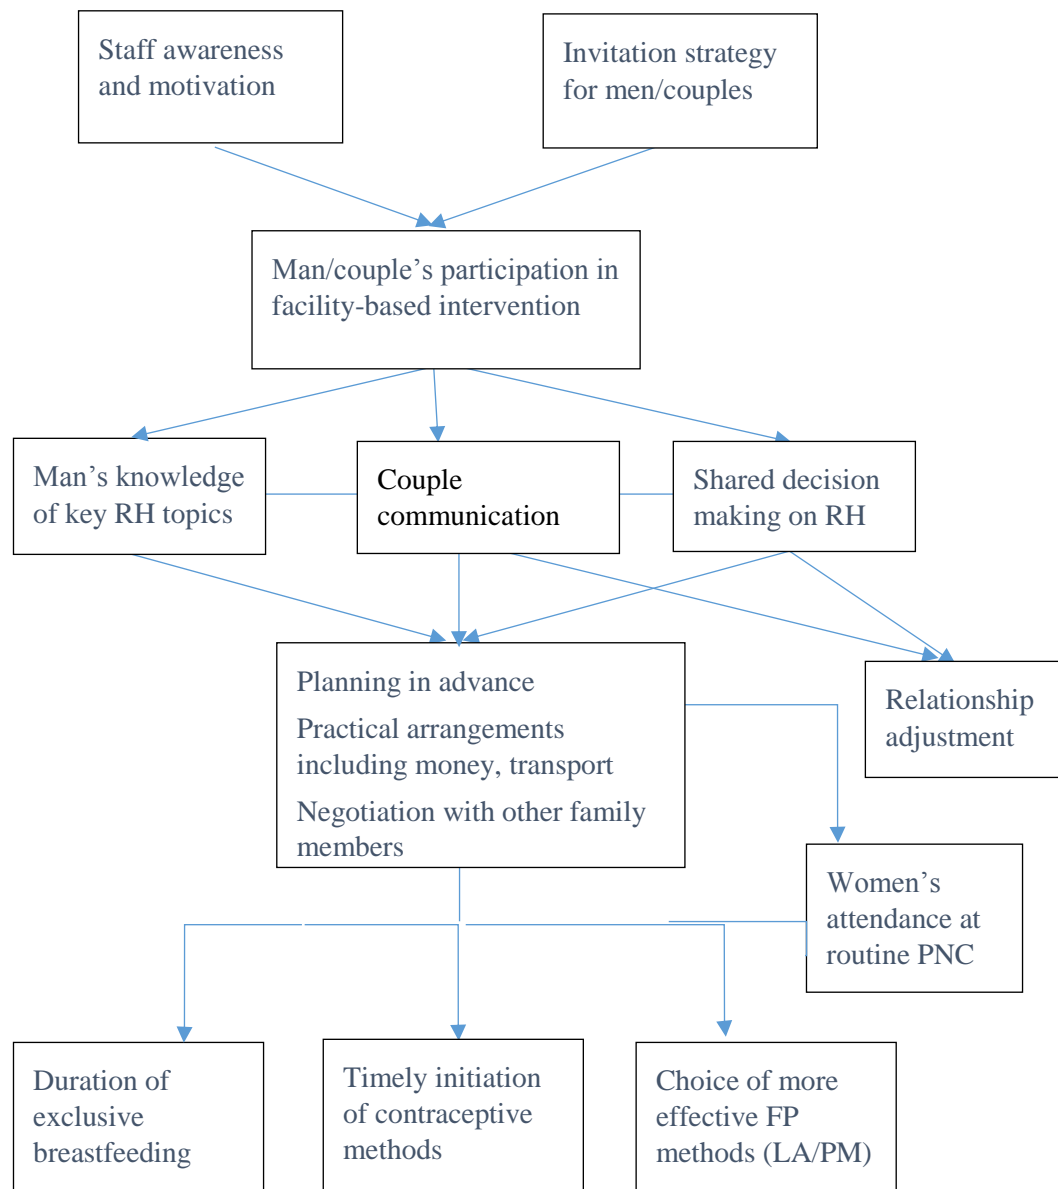 Staff awareness
and motivation
Invitation strategy
for men/couples
Man/couple’s participation in
facility-based intervention
Man’s knowledge
of key RH topics
Couple
communication
Shared decision
making on RH
Planning in advance
Practical arrangements
including money, transport
Negotiation with other family
members
Relationship
adjustment
Women’s
attendance at
routine PNC
Duration of
exclusive
breastfeeding
Timely initiation
of contraceptive
methods
Choice of more
effective FP
methods (LA/PM)